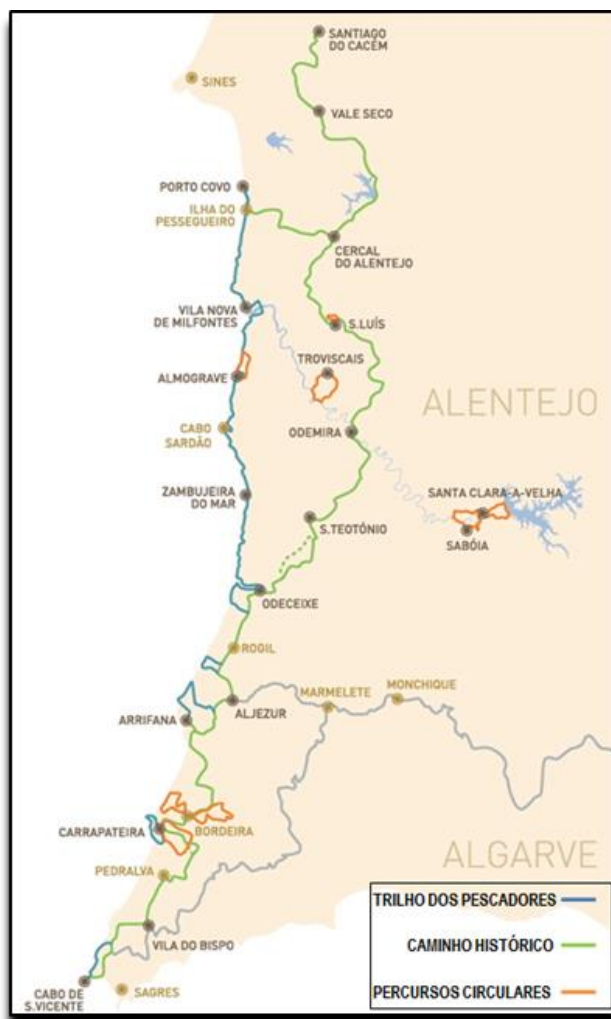 SANTIAGO
DO CACÉM
SINES
VALE SECO
PORTO COVO
ILHA DO
PESSEGUEIRO
CERCAL
DO ALENTEJO
VILA NOVA
DE MILFONTES
S.LUÍS
TROVISCAIS
ALMOGRAVE
ALENTEJO
CABO
SARDÃO
ODEMIRA
ZAMBUJEIRA
DO MAR
SANTA CLARA-A-VELHA
S.TEOTÓNIO
SABÓIA
ODECEIXE
ROGIL
MARMELETE
MONCHIQUE
ARRIFANA
ALJEZUR
CARRAPATEIRA
BORDEIRA
ALGARVE
PEDRALVA
TRILHO DOS PESCADORES
CAMINHO HISTÓRICO
PERCURSOS CIRCULARES
VILA DO BISPO
CABO DE
S.VICENTE
SAGRES